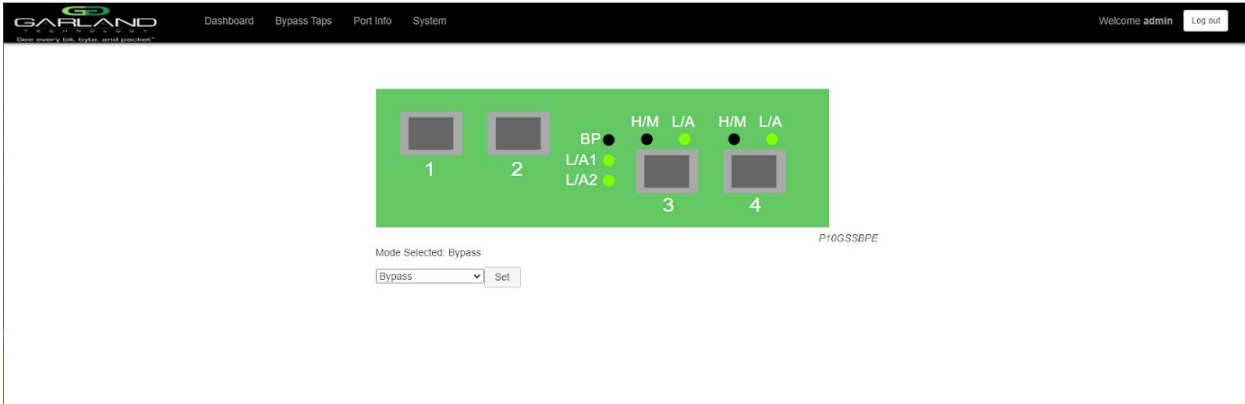 GARLAND
TECHNOLOGY
See every bit, byte, and packet®
Dashboard Bypass Taps Port Info System
Welcome admin Log out
H/M L/A H/M L/A
BP
L/A1
L/A2
1 2
3 4
P10GSSBPE
Mode Selected: Bypass
Bypass Set